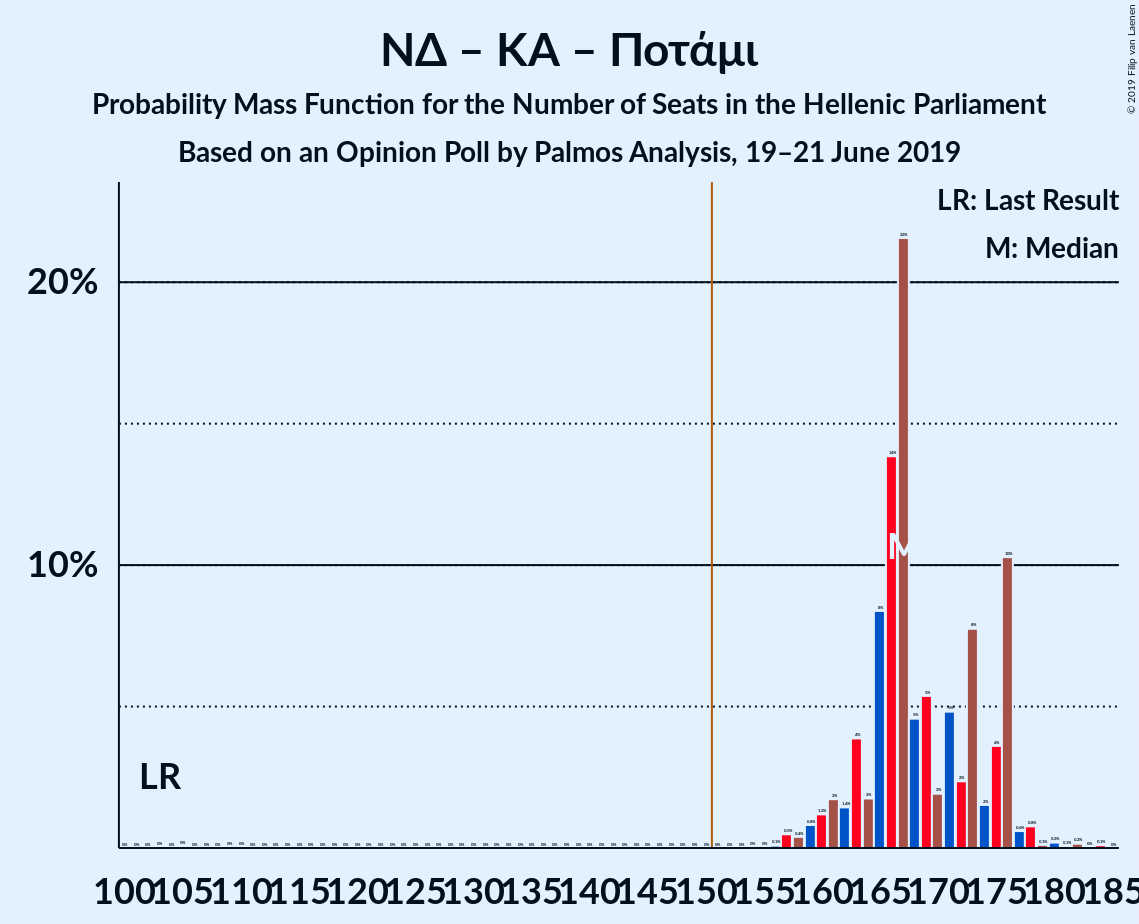 ΝΔ – ΚΑ – Ποτάμι
Probability Mass Function for the Number of Seats in the Hellenic Parliament
Based on an Opinion Poll by Palmos Analysis, 19–21 June 2019
© 2019 Filip van Laenen
LR: Last Result
M: Median
20%
10%
LR
M
100 105 110 115 120 125 130 135 140 145 150 155 160 165 170 175 180 185